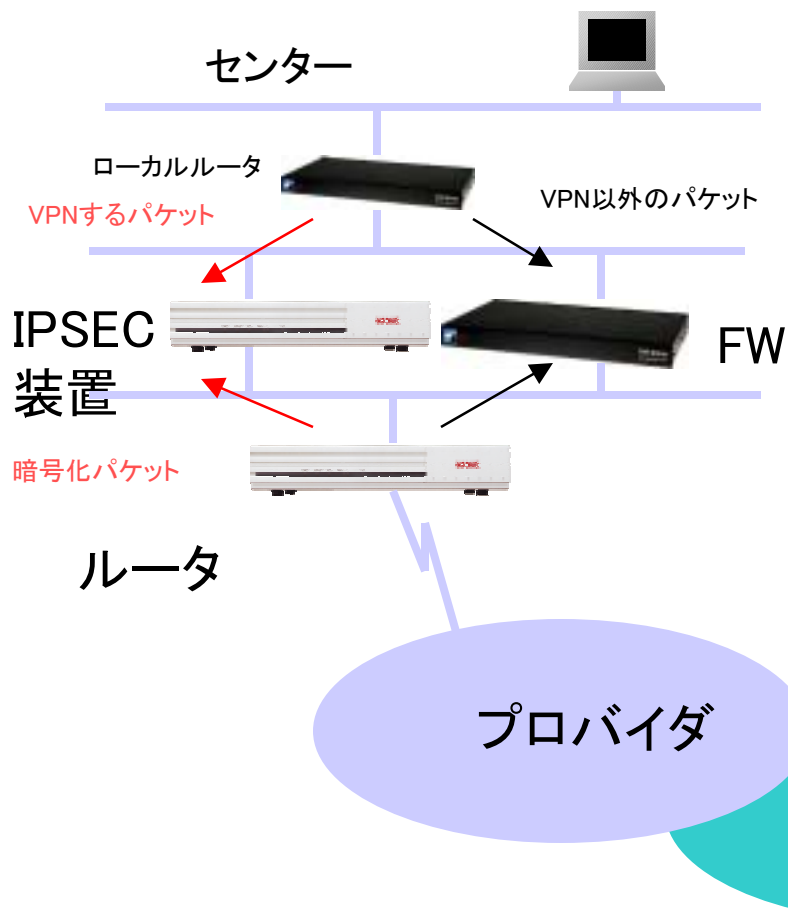 センター
ローカルルータ
VPNするパケット
VPN以外のパケット
IPSEC
装置
FW
暗号化パケット
ルータ
プロバイダ